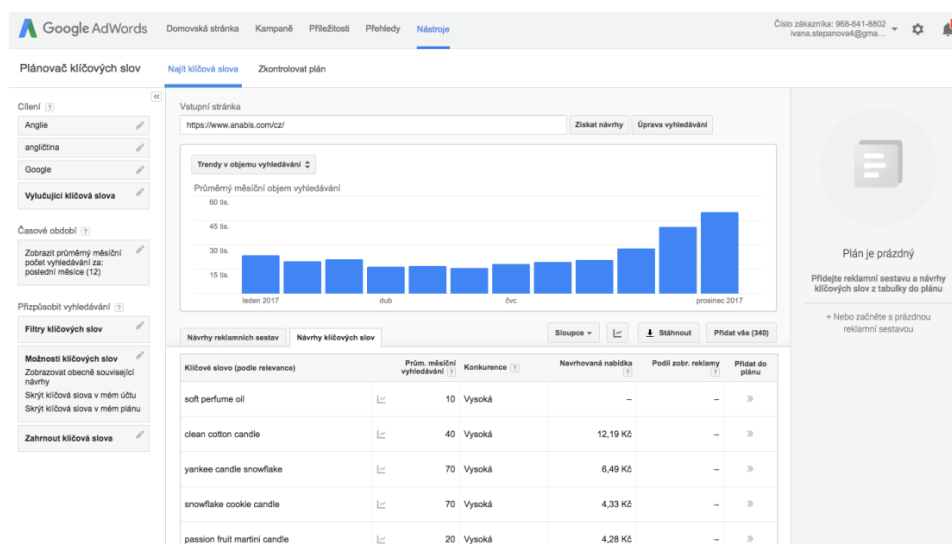 Google AdWords
Domovská stránka Kampaně Příležitosti Přehledy Nástroje
Číslo zákazníka: 968-641-8802
ivana.stepanova4@gma...
Plánovač klíčových slov
Najít klíčová slova Zkontrolovat plán
Cílení ?
Anglie
angličtina
Google
Vylučující klíčová slova
Časové období ?
Zobrazit průměrný měsíční
počet vyhledávání za:
poslední měsíce (12)
Přizpůsobit vyhledávání ?
Filtry klíčových slov
Možnosti klíčových slov
Zobrazovat obecně související
návrhy
Skrýt klíčová slova v mém účtu
Skrýt klíčová slova v mém plánu
Zahrnout klíčová slova
Vstupní stránka
https://www.anabis.com/cz/
Získat návrhy Úprava vyhledávání
Trendy v objemu vyhledávání
Průměrný měsíční objem vyhledávání
60 tis.
45 tis.
30 tis.
15 tis.
leden 2017 dub čvc prosinec 2017
Návrhy reklamních sestav Návrhy klíčových slov
Sloupce Stáhnout Přidat vše (340)
Klíčové slovo (podle relevance)
Prům. měsíční
vyhledávání ?
Konkurence ?
Navrhovaná nabídka
?
Podíl zobr. reklamy
?
Přidat do
plánu
soft perfume oil 10 Vysoká – – »
clean cotton candle 40 Vysoká 12,19 Kč – »
yankee candle snowflake 70 Vysoká 6,49 Kč – »
snowflake cookie candle 70 Vysoká 4,33 Kč – »
passion fruit martini candle 20 Vysoká 4,28 Kč – »
Plán je prázdný
Přidejte reklamní sestavu a návrhy
klíčových slov z tabulky do plánu
+ Nebo začněte s prázdnou
reklamní sestavou